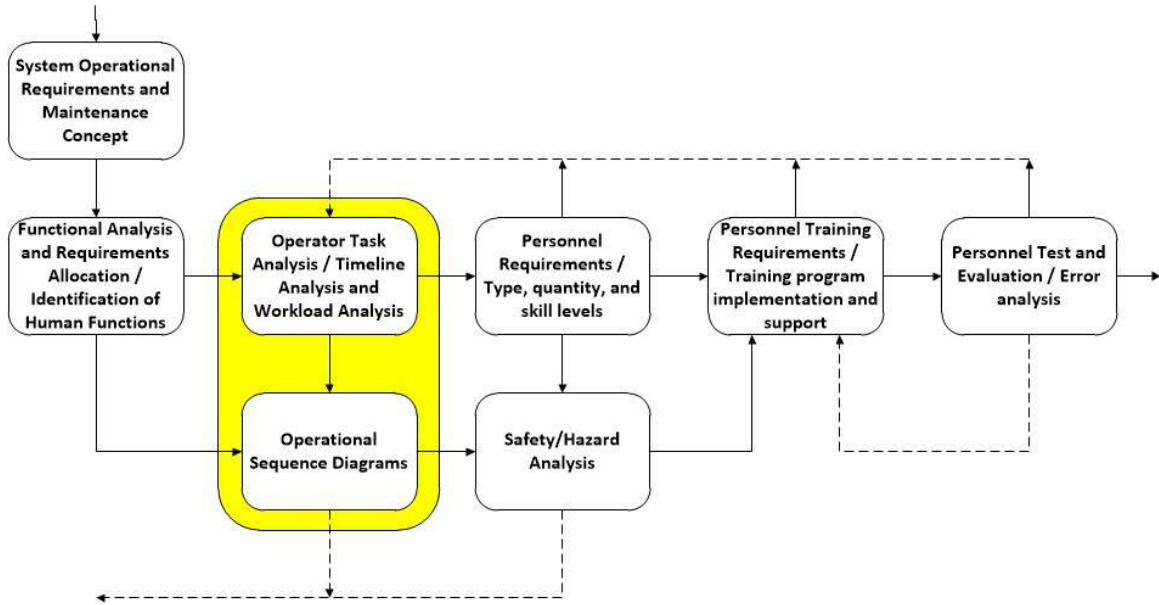 System Operational
Requirements and
Maintenance
Concept
Functional Analysis
and Requirements
Allocation /
Identification of
Human Functions
Operator Task
Analysis / Timeline
Analysis and
Workload Analysis
Personnel
Requirements /
Type, quantity, and
skill levels
Personnel Training
Requirements /
Training program
implementation and
support
Personnel Test and
Evaluation / Error
analysis
Operational
Sequence Diagrams
Safety/Hazard
Analysis